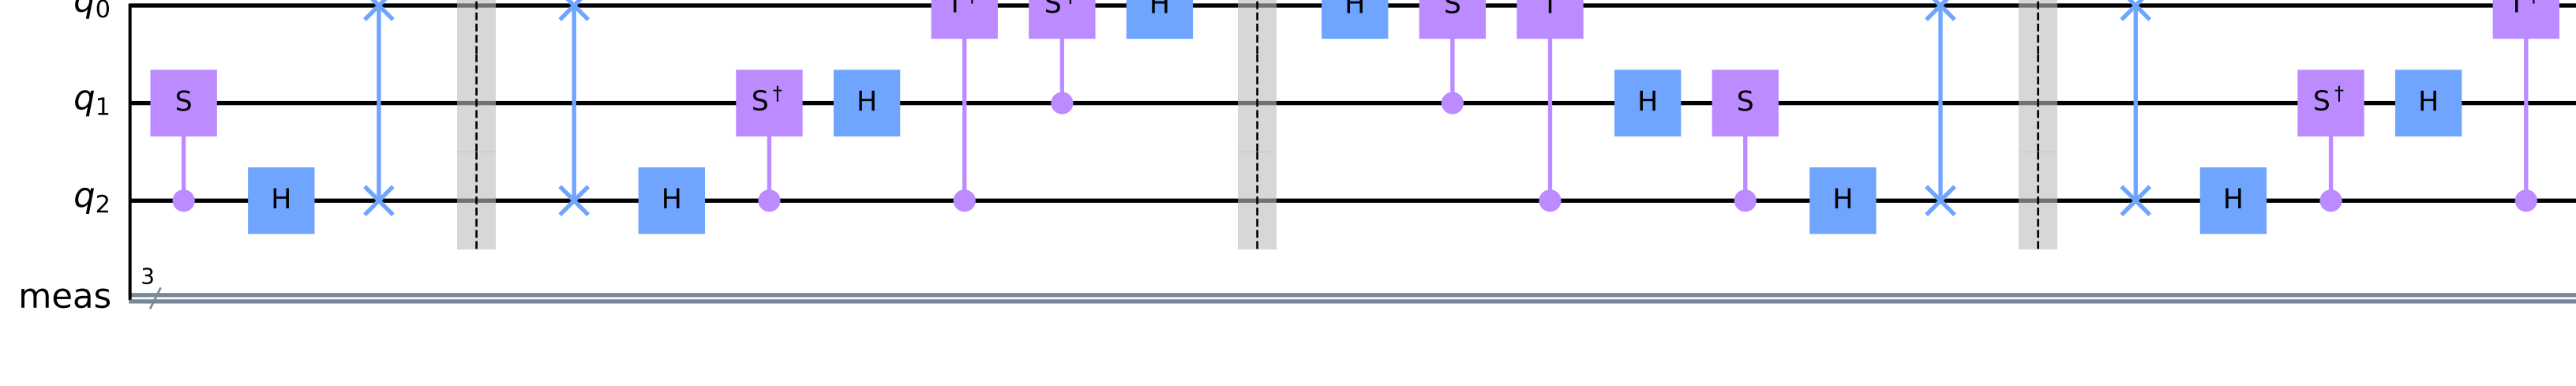 q0 T† S† H H S T T†
q1 S S† H H S S† H
q2 H H H H
3
meas